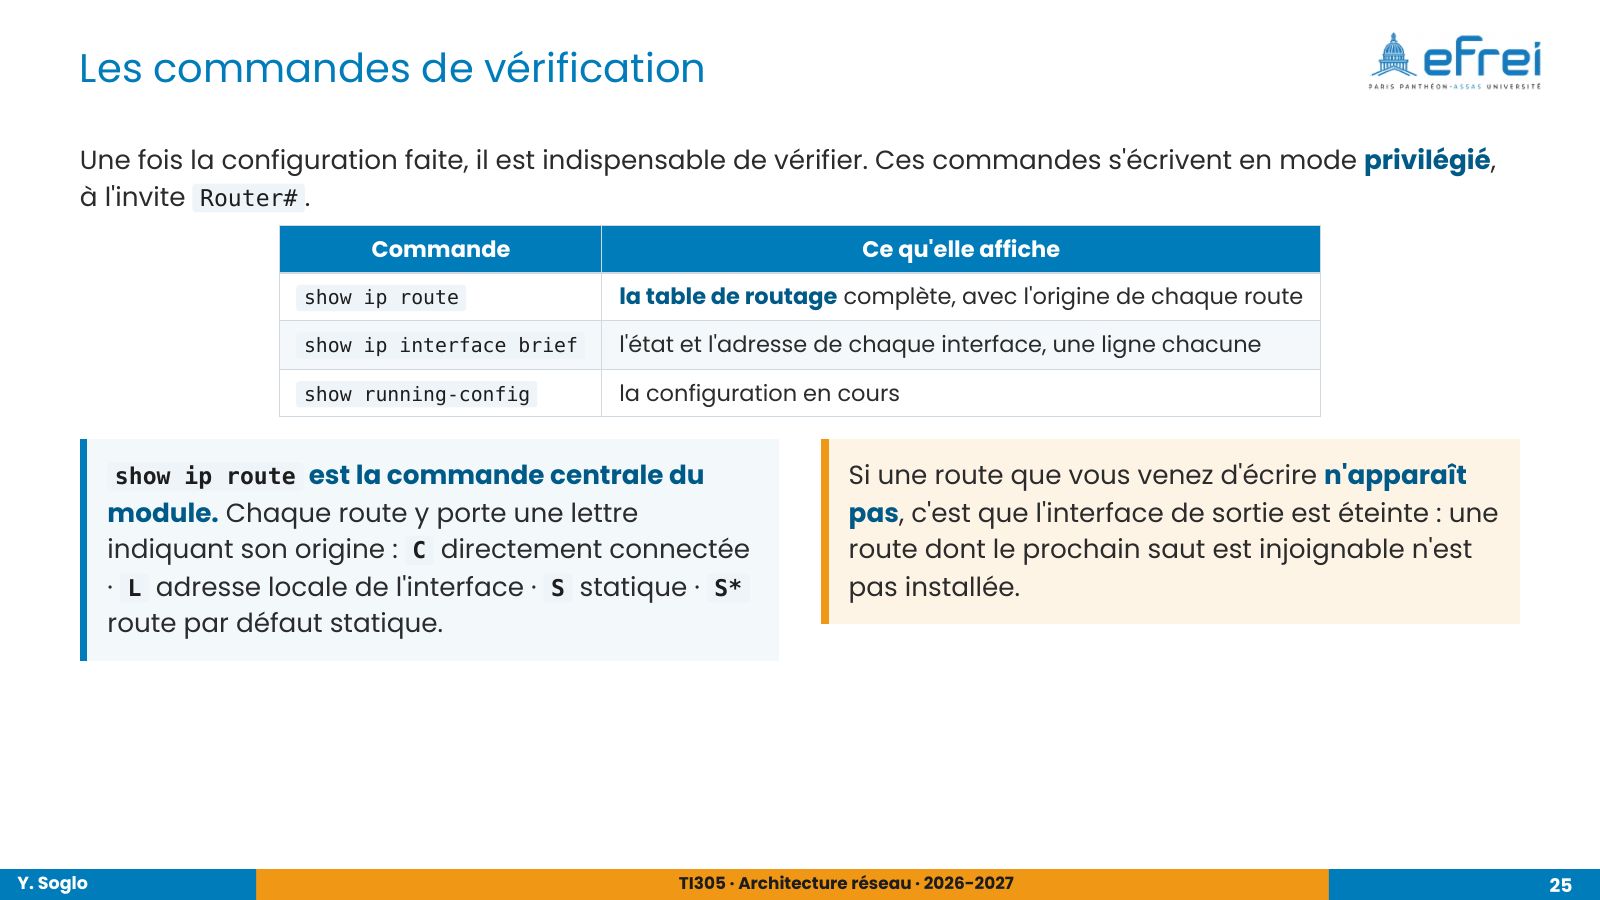 Les commandes de vérification
efrei
PARIS PANTHÉON-ASSAS UNIVERSITÉ
Une fois la configuration faite, il est indispensable de vérifier. Ces commandes s'écrivent en mode privilégié,
à l'invite Router#.
Commande Ce qu'elle affiche
show ip route la table de routage complète, avec l'origine de chaque route
show ip interface brief l'état et l'adresse de chaque interface, une ligne chacune
show running-config la configuration en cours
show ip route est la commande centrale du
module. Chaque route y porte une lettre
indiquant son origine : C directement connectée
· L adresse locale de l'interface · S statique · S*
route par défaut statique.
Si une route que vous venez d'écrire n'apparaît
pas, c'est que l'interface de sortie est éteinte : une
route dont le prochain saut est injoignable n'est
pas installée.
Y. Soglo
TI305 · Architecture réseau · 2026-2027
25